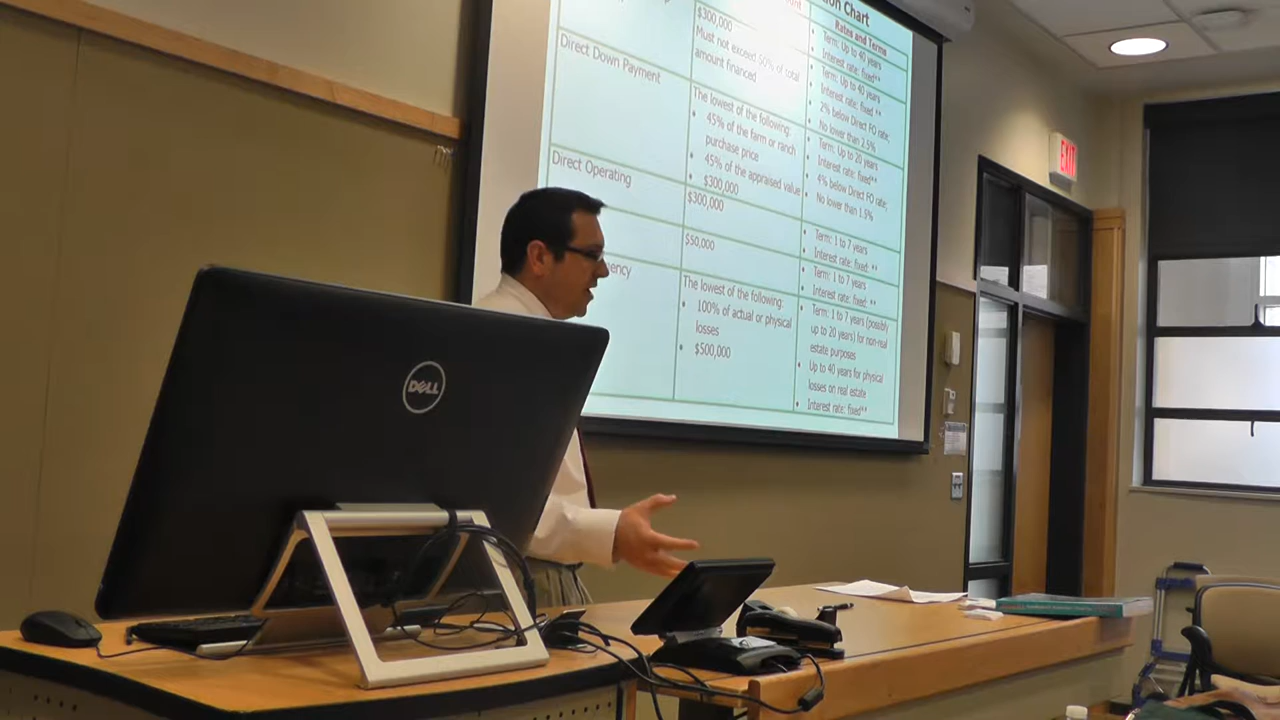 ion Chart
Rates and Terms
$300,000
Must not exceed 50% of total
amount financed
Term: Up to 40 years
Interest rate: fixed**
Direct Down Payment
The lowest of the following:
45% of the farm or ranch
purchase price
45% of the appraised value
$300,000
Term: Up to 40 years
Interest rate: fixed **
2% below Direct FO rate;
No lower than 2.5%
Term: Up to 20 years
Interest rate: fixed**
4% below Direct FO rate;
No lower than 1.5%
Direct Operating
$300,000
Term: 1 to 7 years
Interest rate: fixed: **
$50,000
Term: 1 to 7 years
Interest rate: fixed: **
ency
The lowest of the following:
100% of actual or physical
losses
$500,000
Term: 1 to 7 years (possibly
up to 20 years) for non-real
estate purposes
Up to 40 years for physical
losses on real estate
Interest rate: fixed**
EXIT
DELL